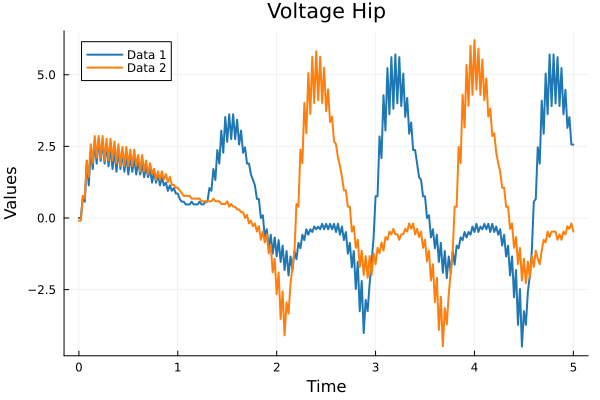 Voltage Hip
Data 1
Data 2
Values
5.0
2.5
0.0
−2.5
0 1 2 3 4 5
Time